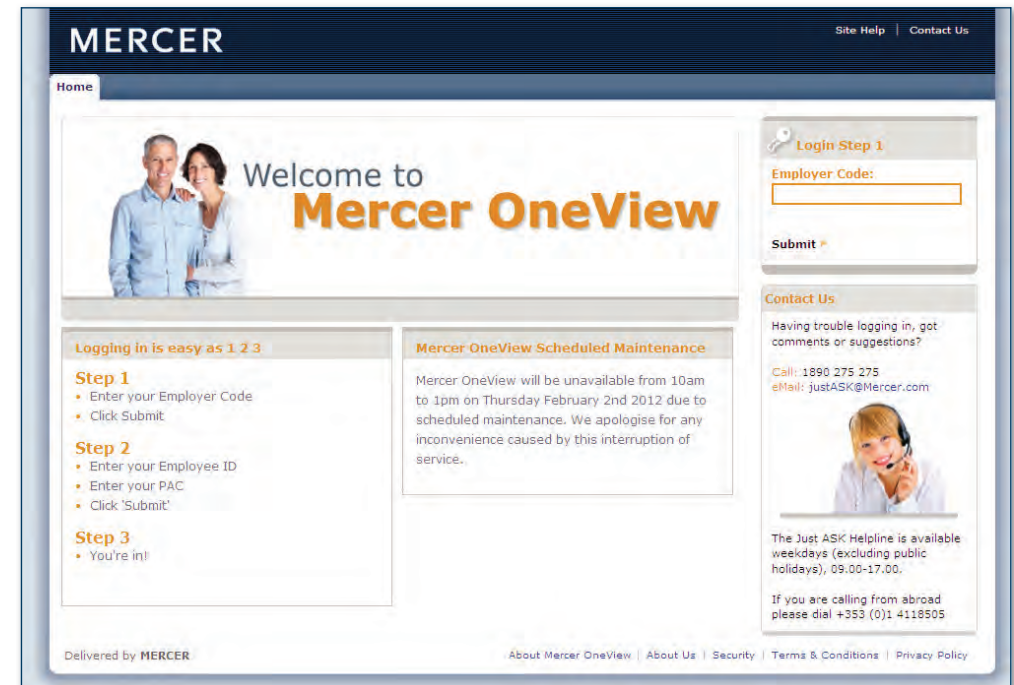 MERCER
Site Help | Contact Us
Home
Welcome to
Mercer OneView
Login Step 1
Employer Code:
Submit
Logging in is easy as 1 2 3
Step 1
• Enter your Employer Code
• Click Submit
Step 2
• Enter your Employee ID
• Enter your PAC
• Click 'Submit'
Step 3
• You're in!
Mercer OneView Scheduled Maintenance
Mercer OneView will be unavailable from 10am
to 1pm on Thursday February 2nd 2012 due to
scheduled maintenance. We apologise for any
inconvenience caused by this interruption of
service.
Contact Us
Having trouble logging in, got
comments or suggestions?
Call: 1890 275 275
eMail: justASK@Mercer.com
The Just ASK Helpline is available
weekdays (excluding public
holidays), 09.00-17.00.
If you are calling from abroad
please dial +353 (0)1 4118505
Delivered by MERCER
About Mercer OneView | About Us | Security | Terms & Conditions | Privacy Policy